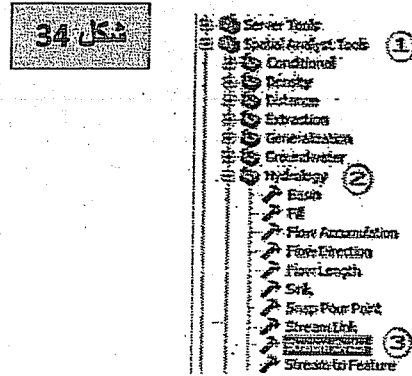 شكل 34
Server Tools
Spatial Analyst Tools 1
Conditional
Density
Distance
Extraction
Generalization
Groundwater
Hydrology 2
Basin
Fill
Flow Accumulation
Flow Direction
Flow Length
Sink
Snap Pour Point
Stream Link
3
Stream to Feature